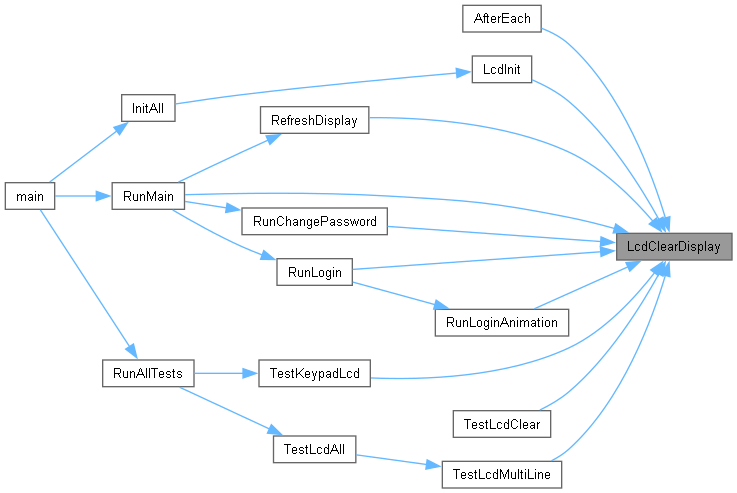 AfterEach
LcdInit
InitAll
RefreshDisplay
main
RunMain
RunChangePassword
LcdClearDisplay
RunLogin
RunLoginAnimation
RunAllTests
TestKeypadLcd
TestLcdClear
TestLcdAll
TestLcdMultiLine